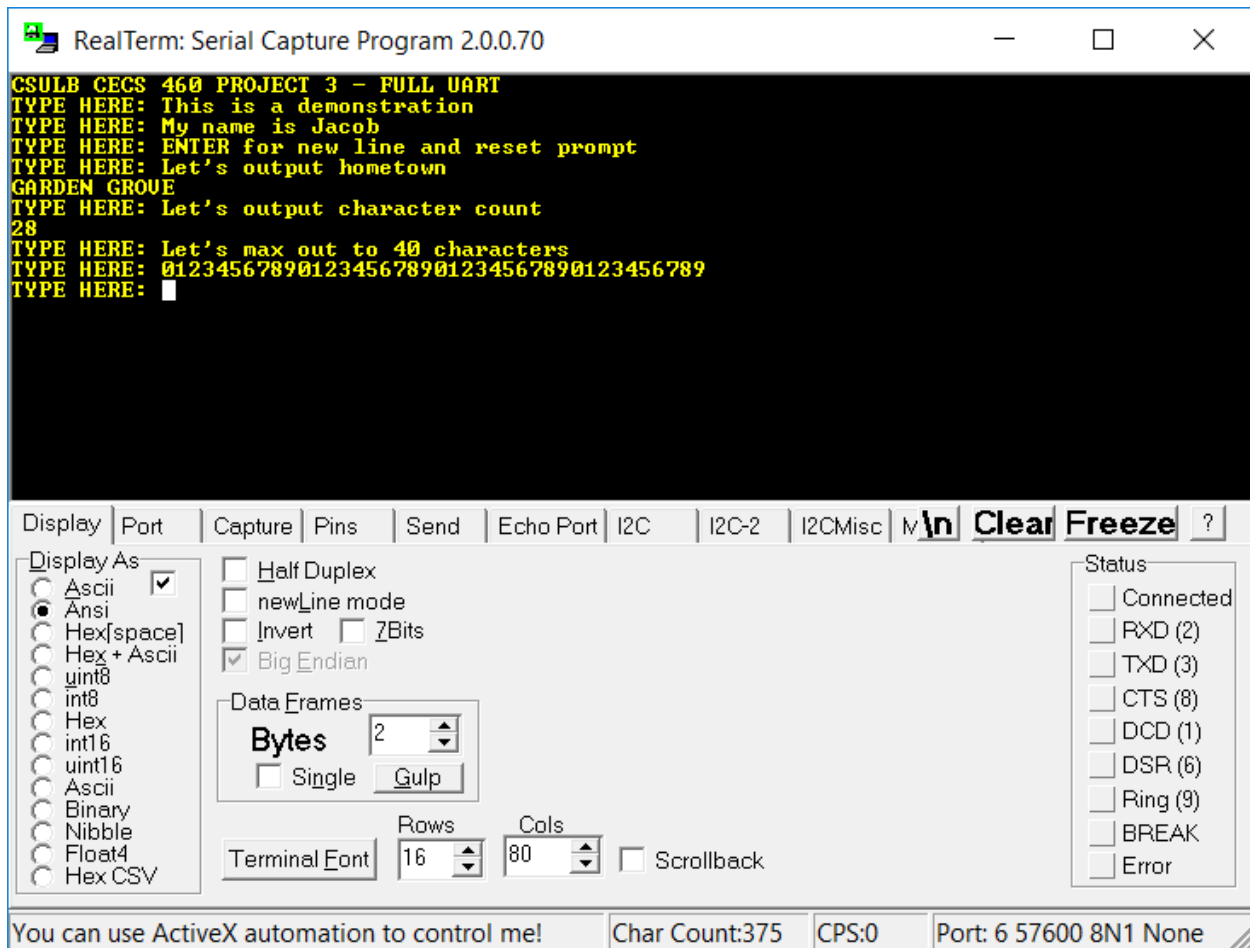 RealTerm: Serial Capture Program 2.0.0.70
CSULB CECS 460 PROJECT 3 - FULL UART
TYPE HERE: This is a demonstration
TYPE HERE: My name is Jacob
TYPE HERE: ENTER for new line and reset prompt
TYPE HERE: Let's output hometown
GARDEN GROVE
TYPE HERE: Let's output character count
28
TYPE HERE: Let's max out to 40 characters
TYPE HERE: 0123456789012345678901234567890123456789
TYPE HERE:
Display Port Capture Pins Send Echo Port I2C I2C-2 I2CMisc M \n Clear Freeze ?
Display As
Ascii
Ansi
Hex[space]
Hex + Ascii
uint8
int8
Hex
int16
uint16
Ascii
Binary
Nibble
Float4
Hex CSV
Half Duplex
newLine mode
Invert 7Bits
Big Endian
Data Frames
Bytes 2
Single Gulp
Rows Cols
Terminal Font 16 80 Scrollback
Status
Connected
RXD (2)
TXD (3)
CTS (8)
DCD (1)
DSR (6)
Ring (9)
BREAK
Error
You can use ActiveX automation to control me! Char Count:375 CPS:0 Port: 6 57600 8N1 None